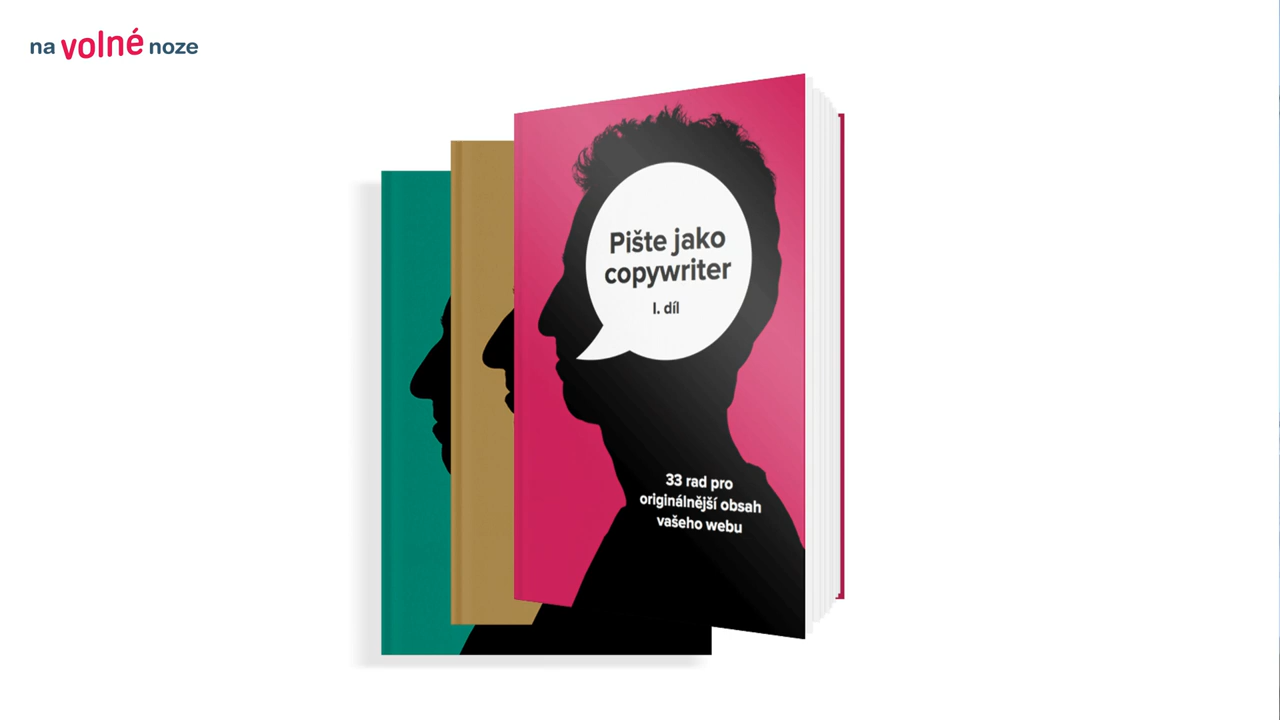 na volné noze
Pište jako
copywriter
I. díl
33 rad pro
originálnější obsah
vašeho webu